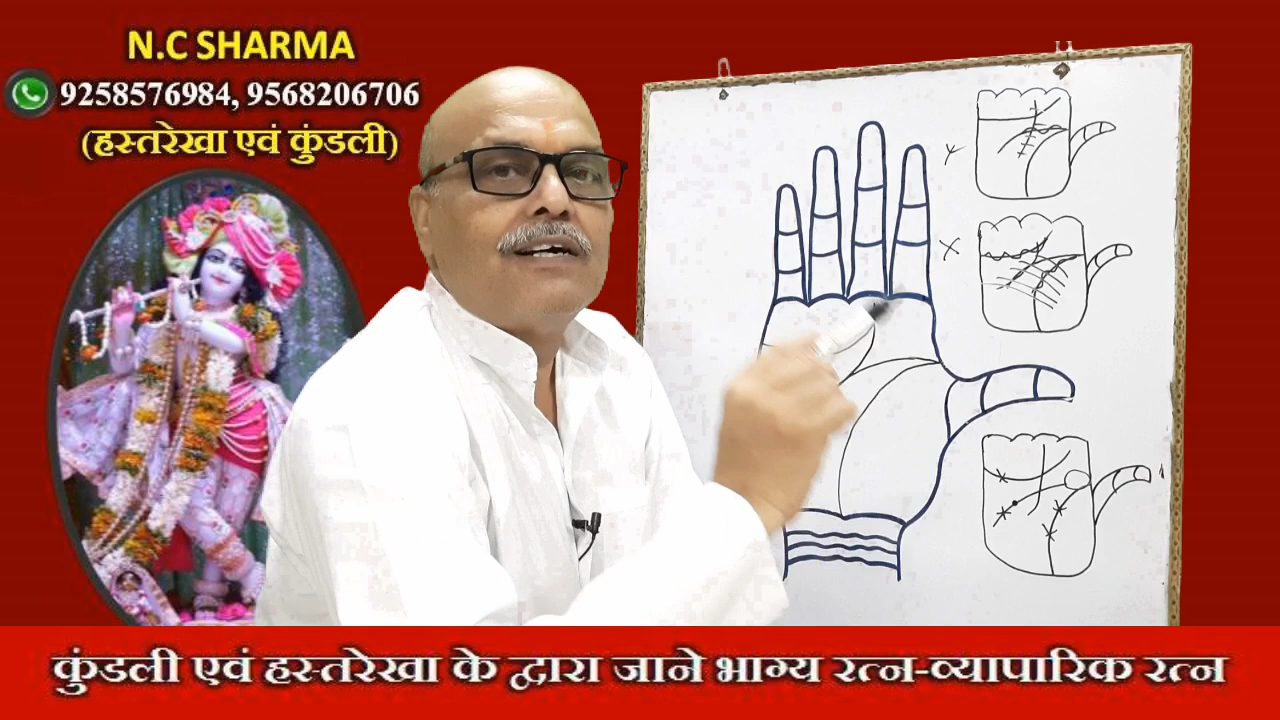 N.C SHARMA
9258576984, 9568206706
(हस्तरेखा एवं कुंडली)
कुंडली एवं हस्तरेखा के द्वारा जाने भाग्य रत्न-व्यापारिक रत्न